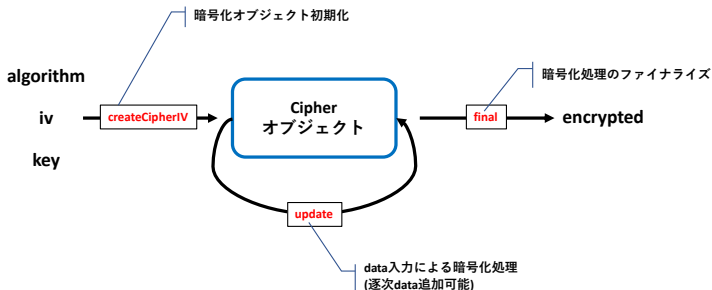 暗号化オブジェクト初期化
algorithm
iv
key
createCipherIV
Cipher
オブジェクト
暗号化処理のファイナライズ
final
encrypted
update
data入力による暗号化処理
(逐次data追加可能)